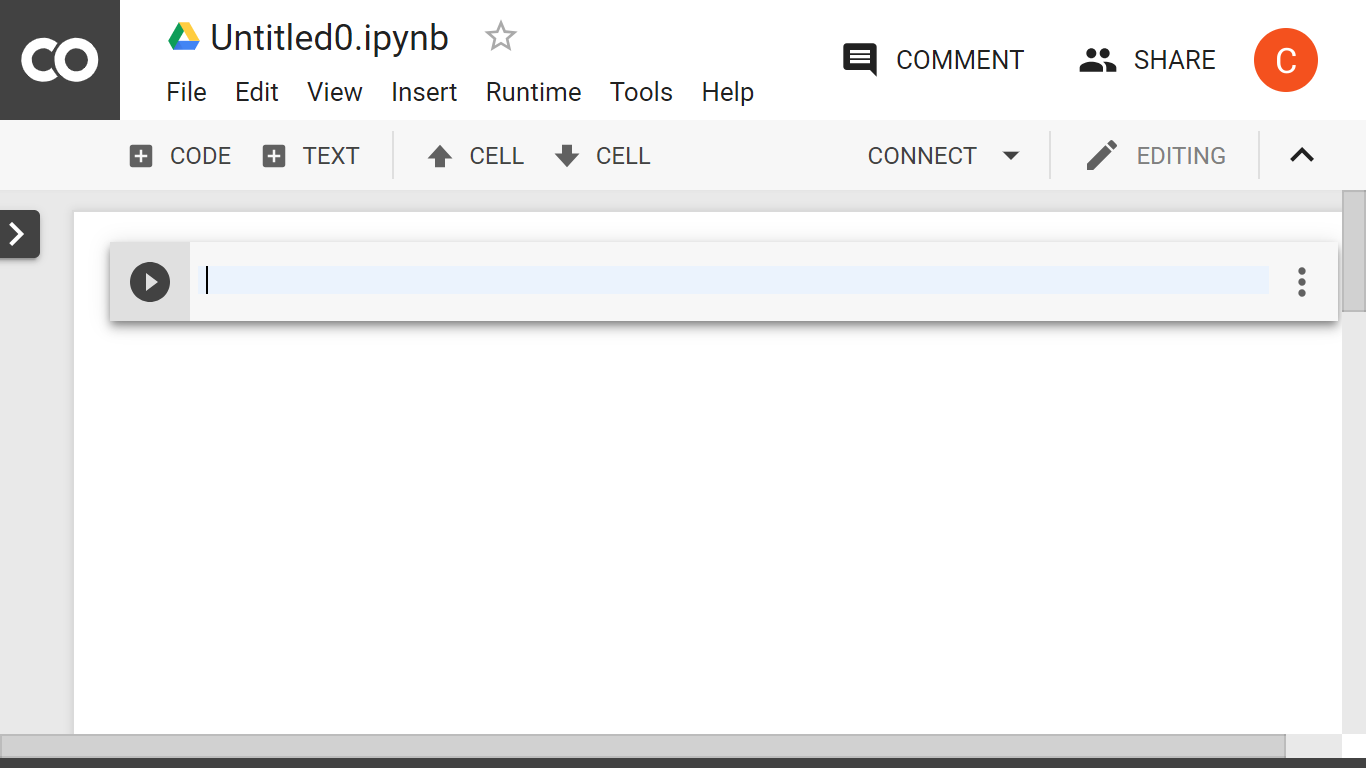 CO
Untitled0.ipynb
File Edit View Insert Runtime Tools Help
COMMENT SHARE C
CODE TEXT CELL CELL CONNECT EDITING